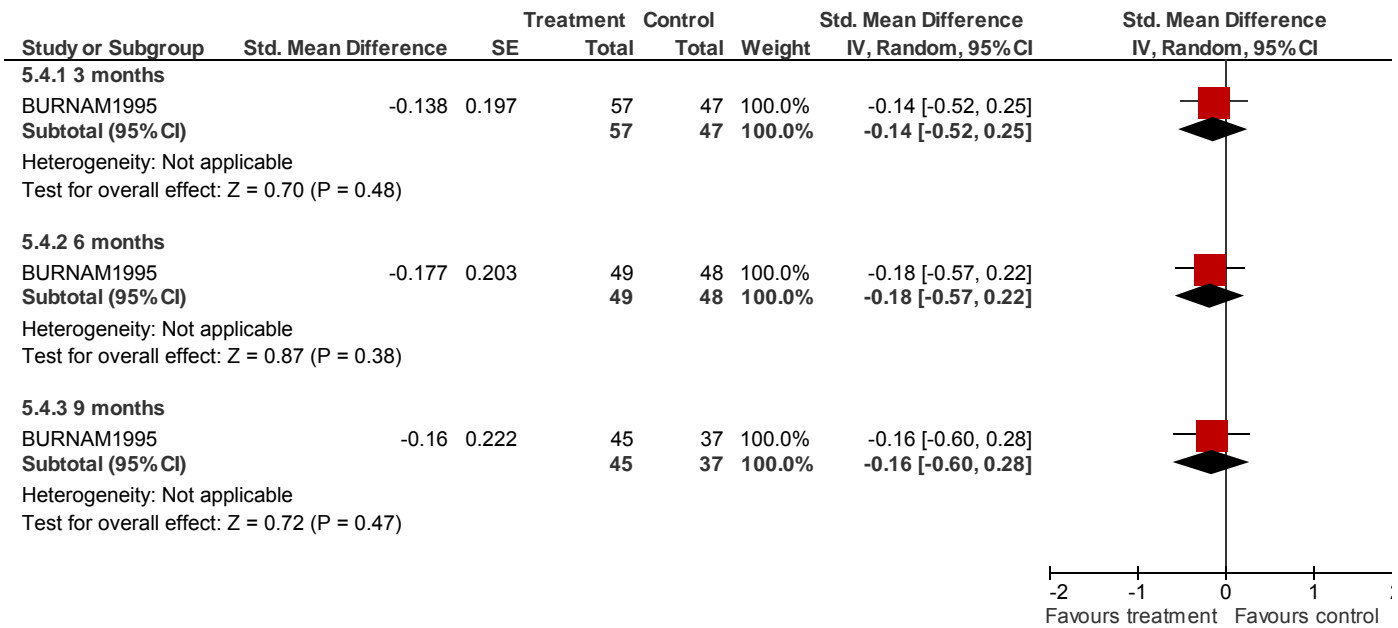 Treatment Control Std. Mean Difference Std. Mean Difference
Study or Subgroup Std. Mean Difference SE Total Total Weight IV, Random, 95% CI IV, Random, 95% CI
5.4.1 3 months
BURNAM1995 -0.138 0.197 57 47 100.0% -0.14 [-0.52, 0.25]
Subtotal (95% CI) 57 47 100.0% -0.14 [-0.52, 0.25]
Heterogeneity: Not applicable
Test for overall effect: Z = 0.70 (P = 0.48)
5.4.2 6 months
BURNAM1995 -0.177 0.203 49 48 100.0% -0.18 [-0.57, 0.22]
Subtotal (95% CI) 49 48 100.0% -0.18 [-0.57, 0.22]
Heterogeneity: Not applicable
Test for overall effect: Z = 0.87 (P = 0.38)
5.4.3 9 months
BURNAM1995 -0.16 0.222 45 37 100.0% -0.16 [-0.60, 0.28]
Subtotal (95% CI) 45 37 100.0% -0.16 [-0.60, 0.28]
Heterogeneity: Not applicable
Test for overall effect: Z = 0.72 (P = 0.47)
-2 -1 0 1
Favours treatment Favours control